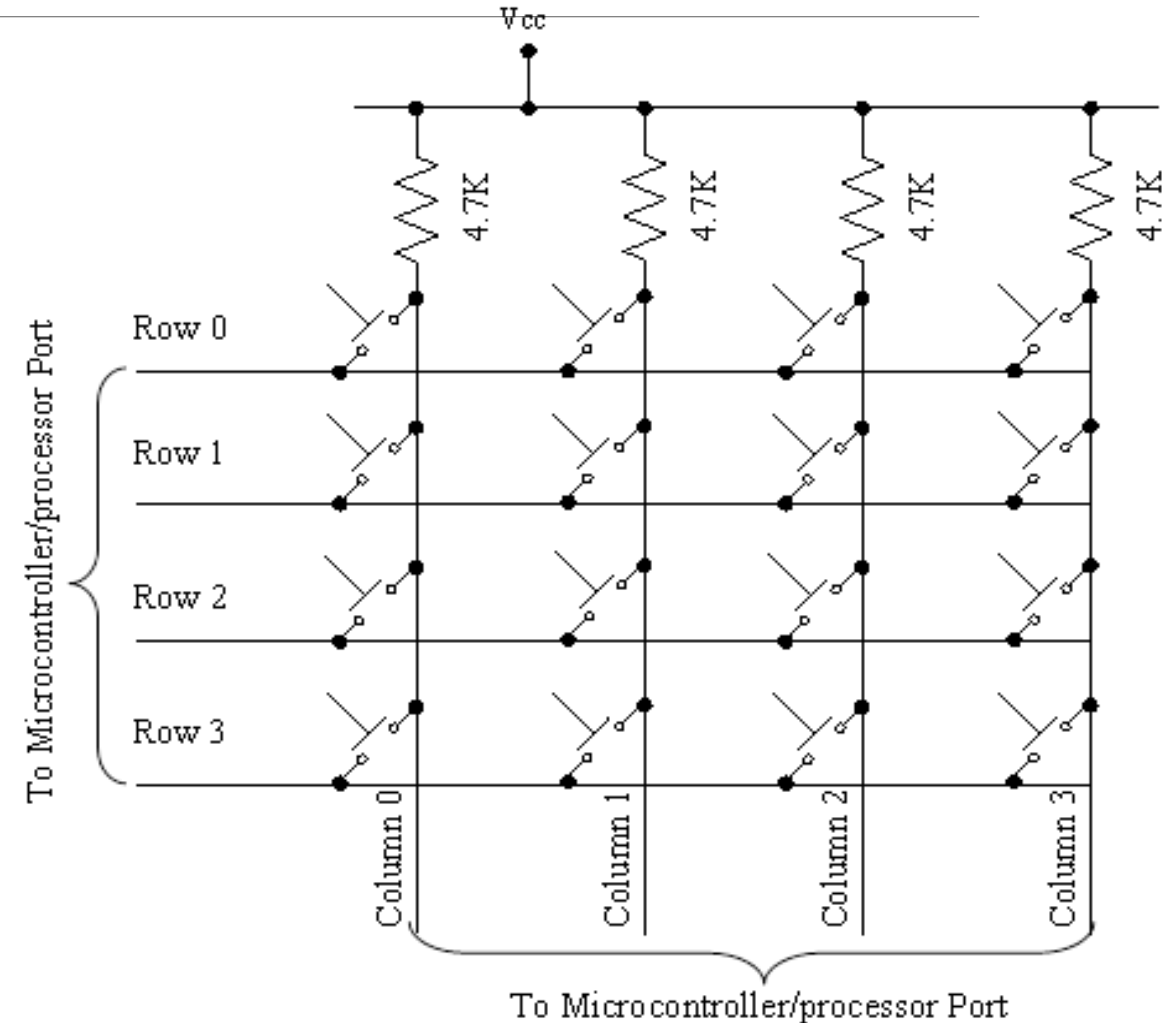 Vcc
4.7K
4.7K
4.7K
4.7K
To Microcontroller/processor Port
Row 0
Row 1
Row 2
Row 3
Column 0
Column 1
Column 2
Column 3
To Microcontroller/processor Port